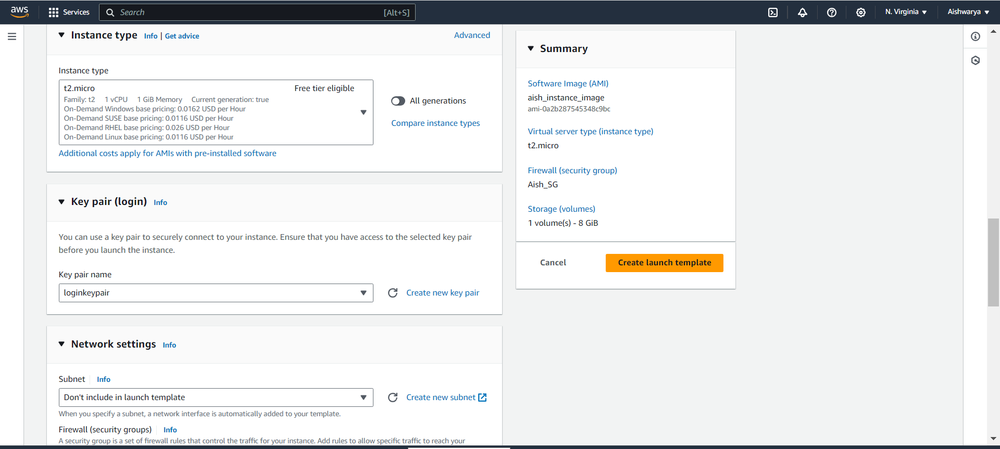 aws
Services
Search [Alt+S]
N. Virginia
Aishwarya
Instance type Info | Get advice
Advanced
Instance type
t2.micro Free tier eligible
Family: t2 1 vCPU 1 GiB Memory Current generation: true
On-Demand Windows base pricing: 0.0162 USD per Hour
On-Demand SUSE base pricing: 0.0116 USD per Hour
On-Demand RHEL base pricing: 0.026 USD per Hour
On-Demand Linux base pricing: 0.0116 USD per Hour
All generations
Compare instance types
Additional costs apply for AMIs with pre-installed software
Key pair (login) Info
You can use a key pair to securely connect to your instance. Ensure that you have access to the selected key pair
before you launch the instance.
Key pair name
loginkeypair
Create new key pair
Network settings Info
Subnet Info
Don't include in launch template
Create new subnet
When you specify a subnet, a network interface is automatically added to your template.
Firewall (security groups) Info
A security group is a set of firewall rules that control the traffic for your instance. Add rules to allow specific traffic to reach your
Summary
Software Image (AMI)
aish_instance_image
ami-0a2b287545348c9bc
Virtual server type (instance type)
t2.micro
Firewall (security group)
Aish_SG
Storage (volumes)
1 volume(s) - 8 GiB
Cancel
Create launch template